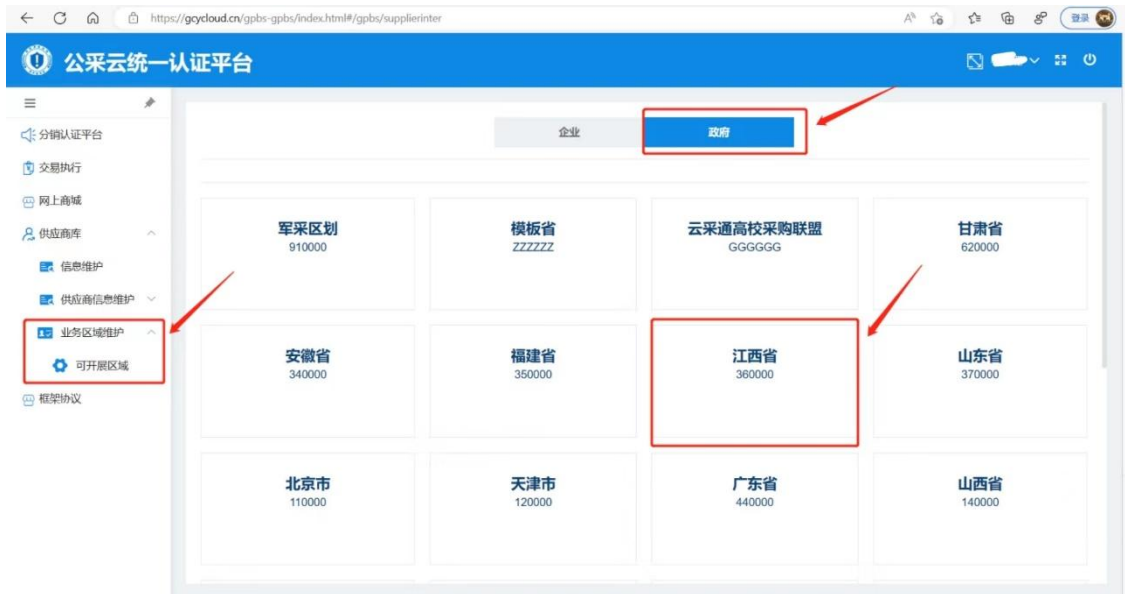 https://gcycloud.cn/gpbs-gpbs/index.html#/gpbs/supplierinter
登录
公采云统一认证平台
分销认证平台
交易执行
网上商城
供应商库
信息维护
供应商信息维护
业务区域维护
可开展区域
框架协议
企业
政府
军采区划
910000
模板省
ZZZZZZ
云采通高校采购联盟
GGGGGG
甘肃省
620000
安徽省
340000
福建省
350000
江西省
360000
山东省
370000
北京市
110000
天津市
120000
广东省
440000
山西省
140000